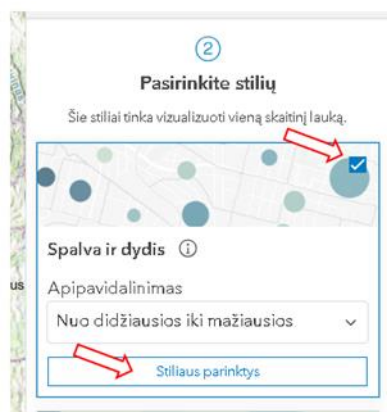 2
Pasirinkite stilių
Šie stiliai tinka vizualizuoti vieną skaitinį lauką.
Spalva ir dydis
us
Apipavidalinimas
Nuo didžiausios iki mažiausios
Stiliaus parinktys